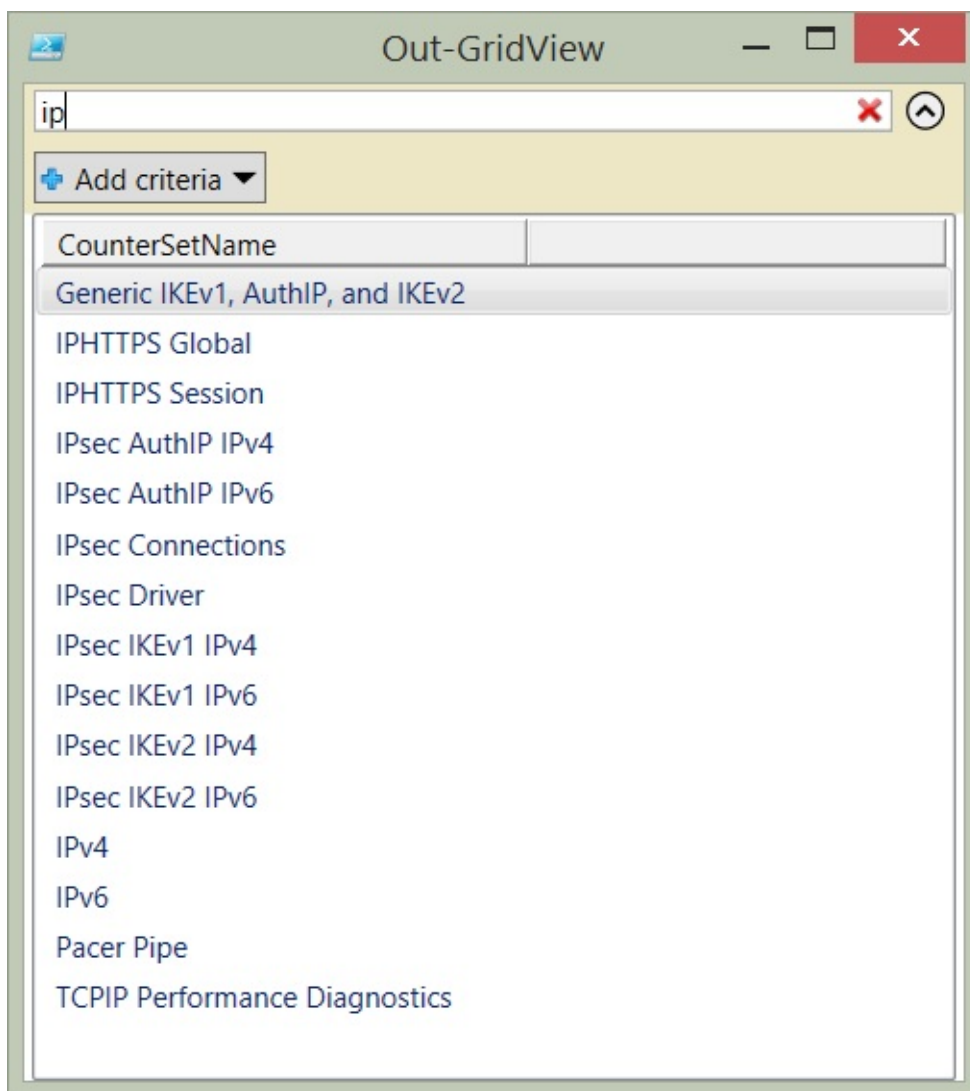 Out-GridView
ip
Add criteria
CounterSetName
Generic IKEv1, AuthIP, and IKEv2
IPHTTPS Global
IPHTTPS Session
IPsec AuthIP IPv4
IPsec AuthIP IPv6
IPsec Connections
IPsec Driver
IPsec IKEv1 IPv4
IPsec IKEv1 IPv6
IPsec IKEv2 IPv4
IPsec IKEv2 IPv6
IPv4
IPv6
Pacer Pipe
TCPIP Performance Diagnostics